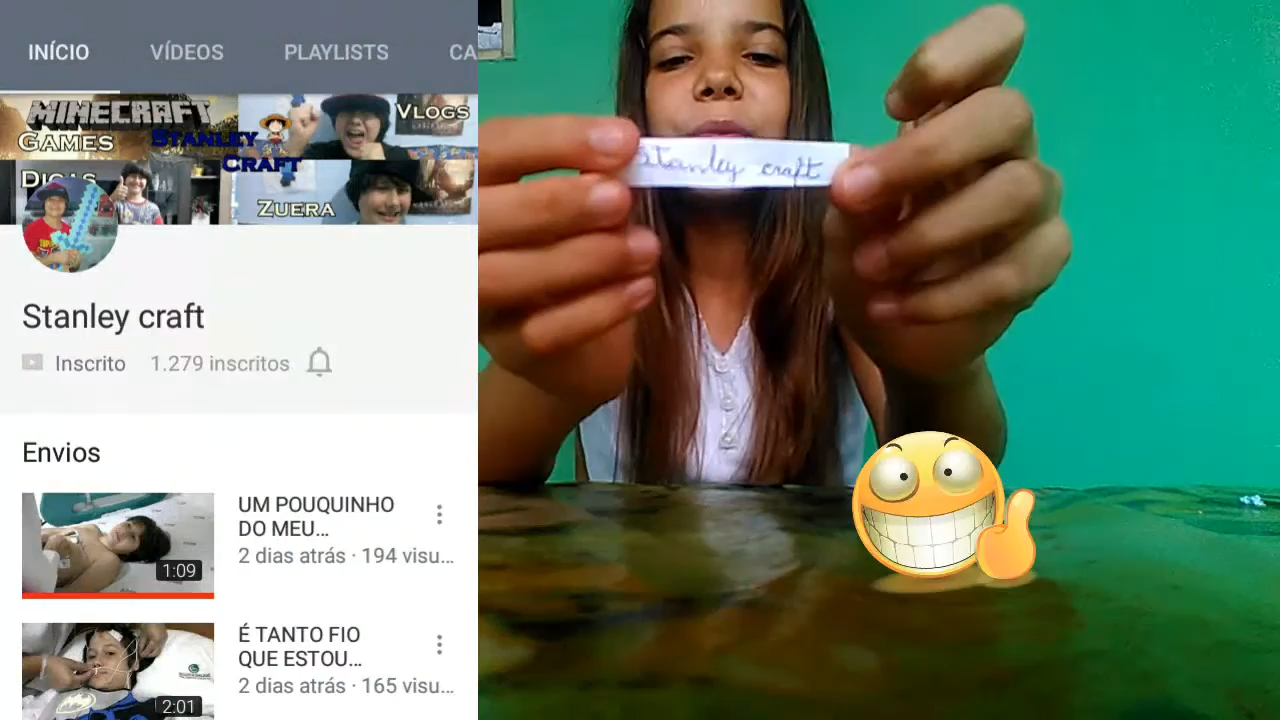 INÍCIO VÍDEOS PLAYLISTS CA
MINECRAFT
GAMES
STANLEY
CRAFT
VLOGS
DICAS
ZUERA
Stanley craft
Inscrito 1.279 inscritos
Envios
1:09
UM POUQUINHO
DO MEU...
2 dias atrás · 194 visu...
2:01
É TANTO FIO
QUE ESTOU...
2 dias atrás · 165 visu...
Stanley craft